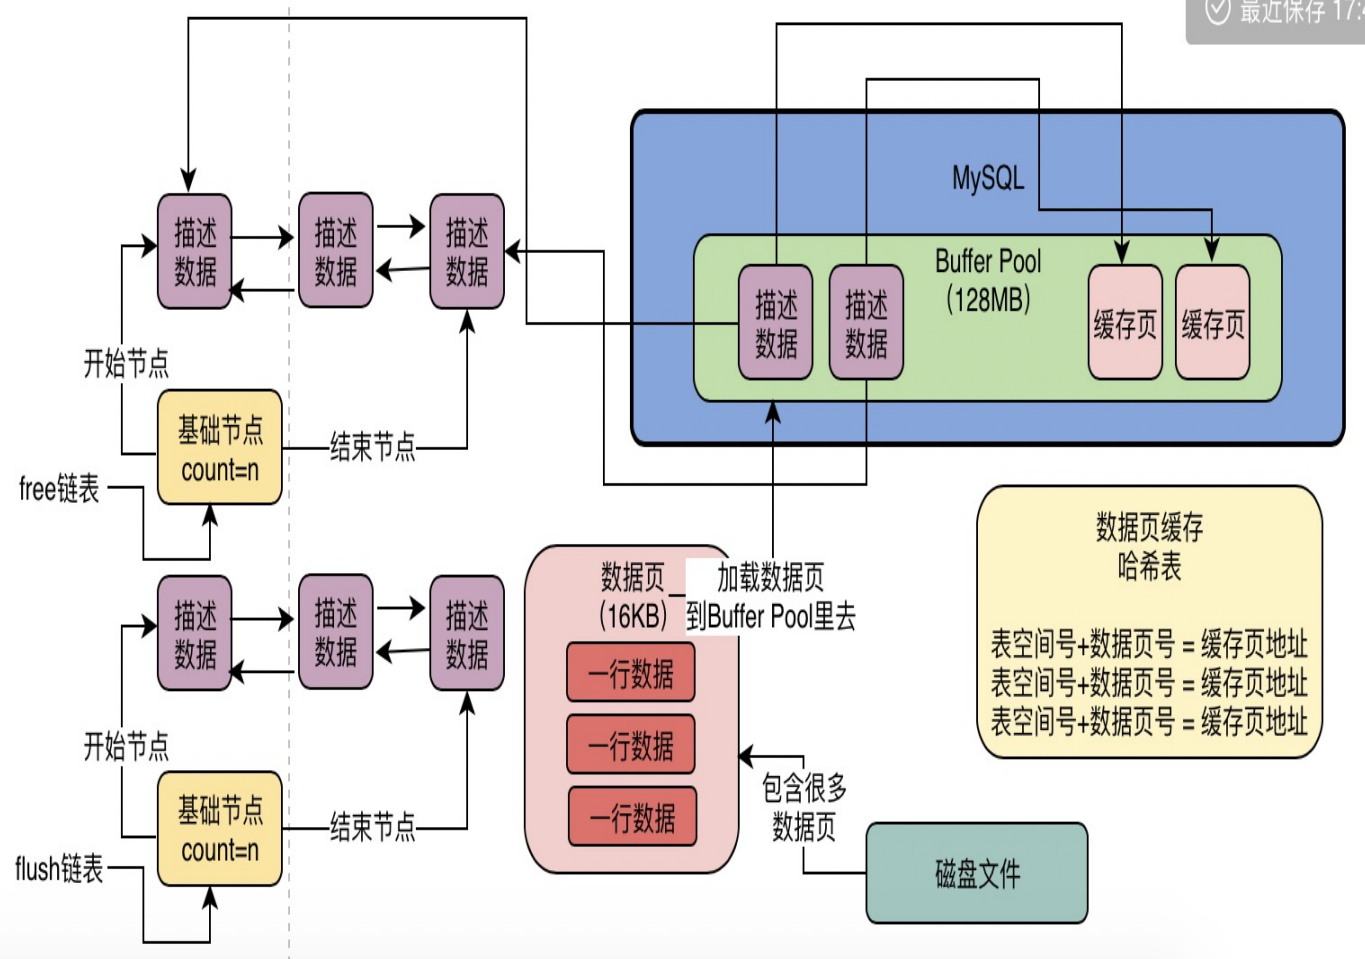 最近保存 17:4
MySQL
Buffer Pool
(128MB)
描述
数据
描述
数据
缓存页
缓存页
描述
数据
描述
数据
描述
数据
开始节点
基础节点
count=n
结束节点
free链表
描述
数据
描述
数据
描述
数据
开始节点
基础节点
count=n
结束节点
flush链表
数据页
(16KB)
加载数据页
到Buffer Pool里去
一行数据
一行数据
一行数据
包含很多
数据页
磁盘文件
数据页缓存
哈希表
表空间号+数据页号 = 缓存页地址
表空间号+数据页号 = 缓存页地址
表空间号+数据页号 = 缓存页地址